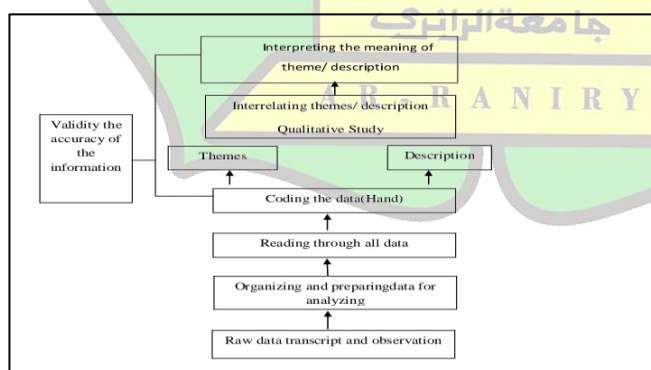 جامعة الرانري
Interpreting the meaning of
theme/ description
A R - R A N I R Y
Interrelating themes/ description
Qualitative Study
Validity the
accuracy of
the
information
Themes
Description
Coding the data(Hand)
Reading through all data
Organizing and preparingdata for
analyzing
Raw data transcript and observation